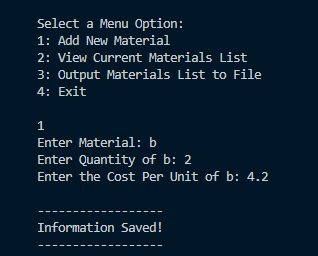 Select a Menu Option:
1: Add New Material
2: View Current Materials List
3: Output Materials List to File
4: Exit
1
Enter Material: b
Enter Quantity of b: 2
Enter the Cost Per Unit of b: 4.2
------------------
Information Saved!
------------------